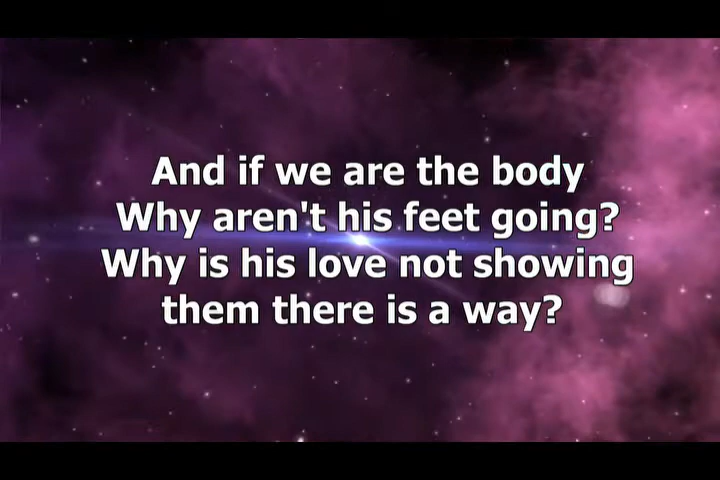 And if we are the body
Why aren't his feet going?
Why is his love not showing
them there is a way?